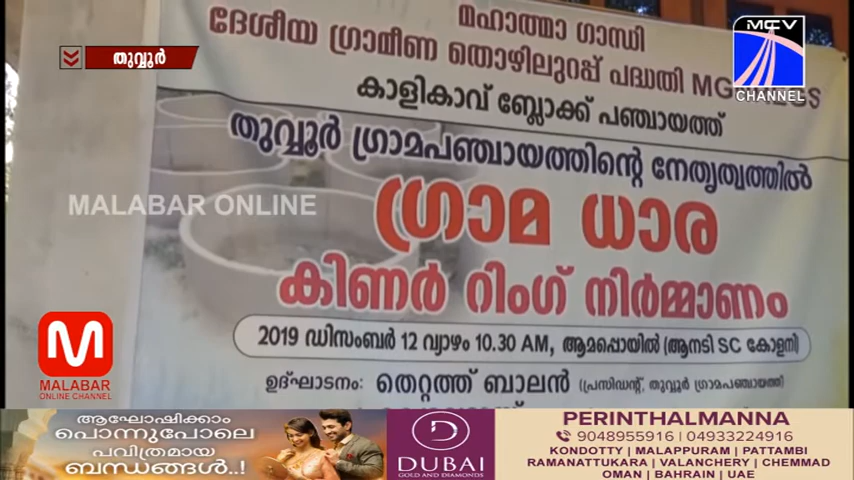 തുവ്വൂർ
MCV
CHANNEL
മഹാത്മാ ഗാന്ധി
ദേശീയ ഗ്രാമീണ തൊഴിലുറപ്പ് പദ്ധതി
കാളികാവ് ബ്ലോക്ക് പഞ്ചായത്ത്
തുവ്വൂർ ഗ്രാമപഞ്ചായത്തിന്റെ നേതൃത്വത്തിൽ
MALABAR ONLINE
ഗ്രാമ ധാര
കിണർ റിംഗ് നിർമ്മാണം
2019 ഡിസംബർ 12 വ്യാഴം 10.30 AM, ആമപ്പൊയിൽ (ആനടി SC കോളനി)
ഉദ്ഘാടനം: തെറ്റത്ത് ബാലൻ (പ്രസിഡന്റ്, തുവ്വൂർ ഗ്രാമപഞ്ചായത്ത്)
M
MALABAR
ONLINE CHANNEL
ആഘോഷിക്കാം
പൊന്നുപോലെ
പവിത്രമായ
ബന്ധങ്ങൾ..!
DUBAI
GOLD AND DIAMONDS
PERINTHALMANNA
9048955916 | 04933224916
KONDOTTY | MALAPPURAM | PATTAMBI
RAMANATTUKARA | VALANCHERY | CHEMMAD
OMAN | BAHRAIN | UAE